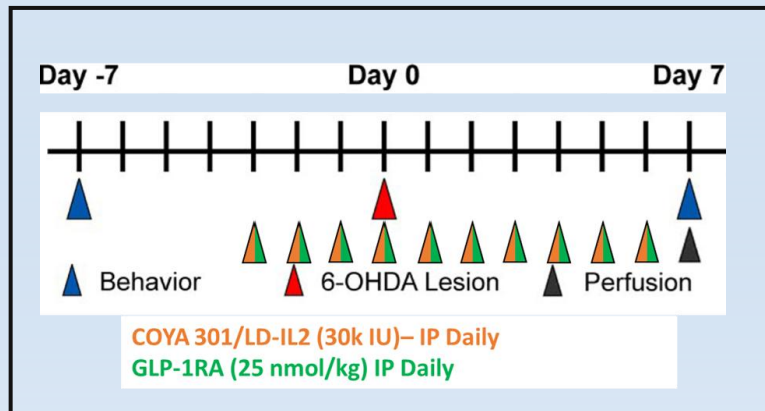 Day -7 Day 0 Day 7
Behavior 6-OHDA Lesion Perfusion
COYA 301/LD-IL2 (30k IU)– IP Daily
GLP-1RA (25 nmol/kg) IP Daily